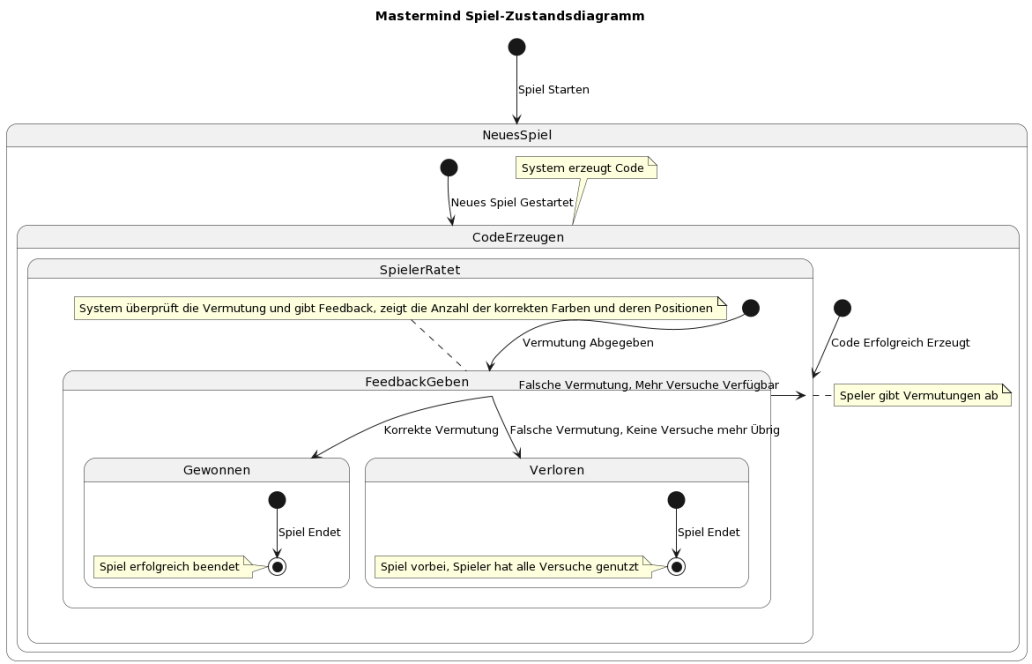 Mastermind Spiel-Zustandsdiagramm
Spiel Starten
NeuesSpiel
System erzeugt Code
Neues Spiel Gestartet
CodeErzeugen
SpielerRatet
System überprüft die Vermutung und gibt Feedback, zeigt die Anzahl der korrekten Farben und deren Positionen
Vermutung Abgegeben
Code Erfolgreich Erzeugt
FeedbackGeben
Falsche Vermutung, Mehr Versuche Verfügbar
Speler gibt Vermutungen ab
Korrekte Vermutung
Falsche Vermutung, Keine Versuche mehr Übrig
Gewonnen
Verloren
Spiel Endet
Spiel Endet
Spiel erfolgreich beendet
Spiel vorbei, Spieler hat alle Versuche genutzt